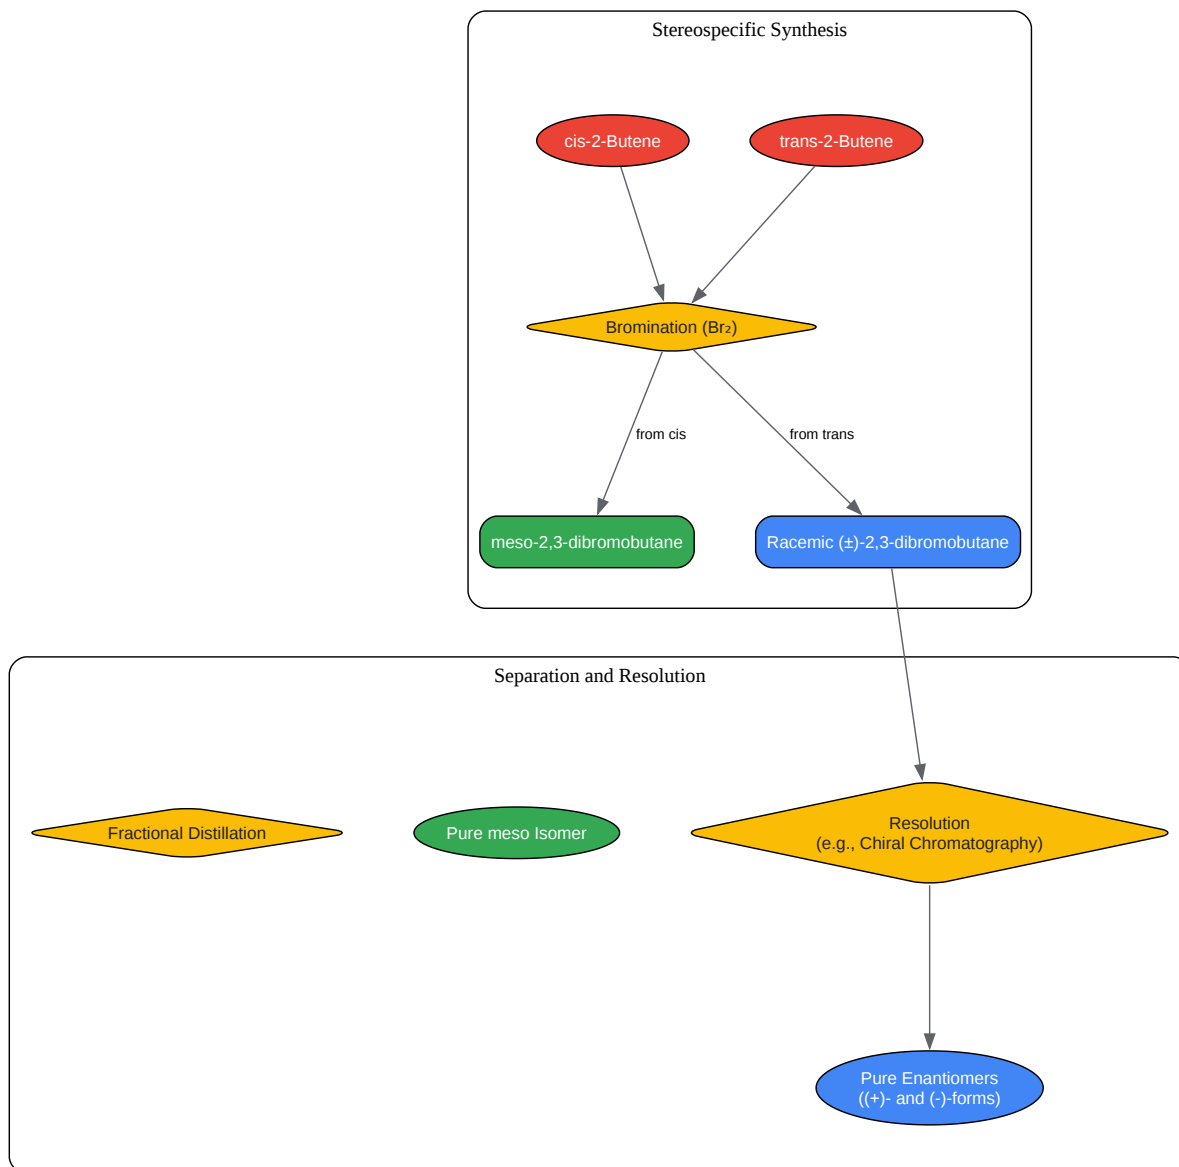 Stereospecific Synthesis
cis-2-Butene
trans-2-Butene
Bromination (Br₂)
from cis
from trans
meso-2,3-dibromobutane
Racemic (±)-2,3-dibromobutane
Separation and Resolution
Fractional Distillation
Pure meso Isomer
Resolution
(e.g., Chiral Chromatography)
Pure Enantiomers
((+)- and (-)-forms)